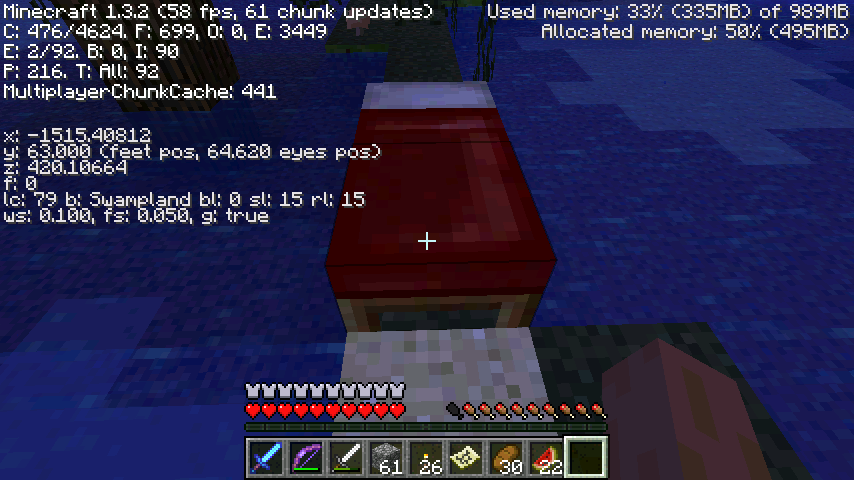 Minecraft 1.3.2 (58 fps, 61 chunk updates)
Used memory: 33% (335MB) of 989MB
C: 476/4624. F: 699, O: 0, E: 3449
Allocated memory: 50% (495MB)
E: 2/92. B: 0, I: 90
P: 216. T: All: 92
MultiplayerChunkCache: 441
x: -1515.40812
y: 63.000 (feet pos, 64.620 eyes pos)
z: 420.10664
f: 0
lc: 79 b: Swampland bl: 0 sl: 15 rl: 15
ws: 0.100, fs: 0.050, g: true
61 26 30 22